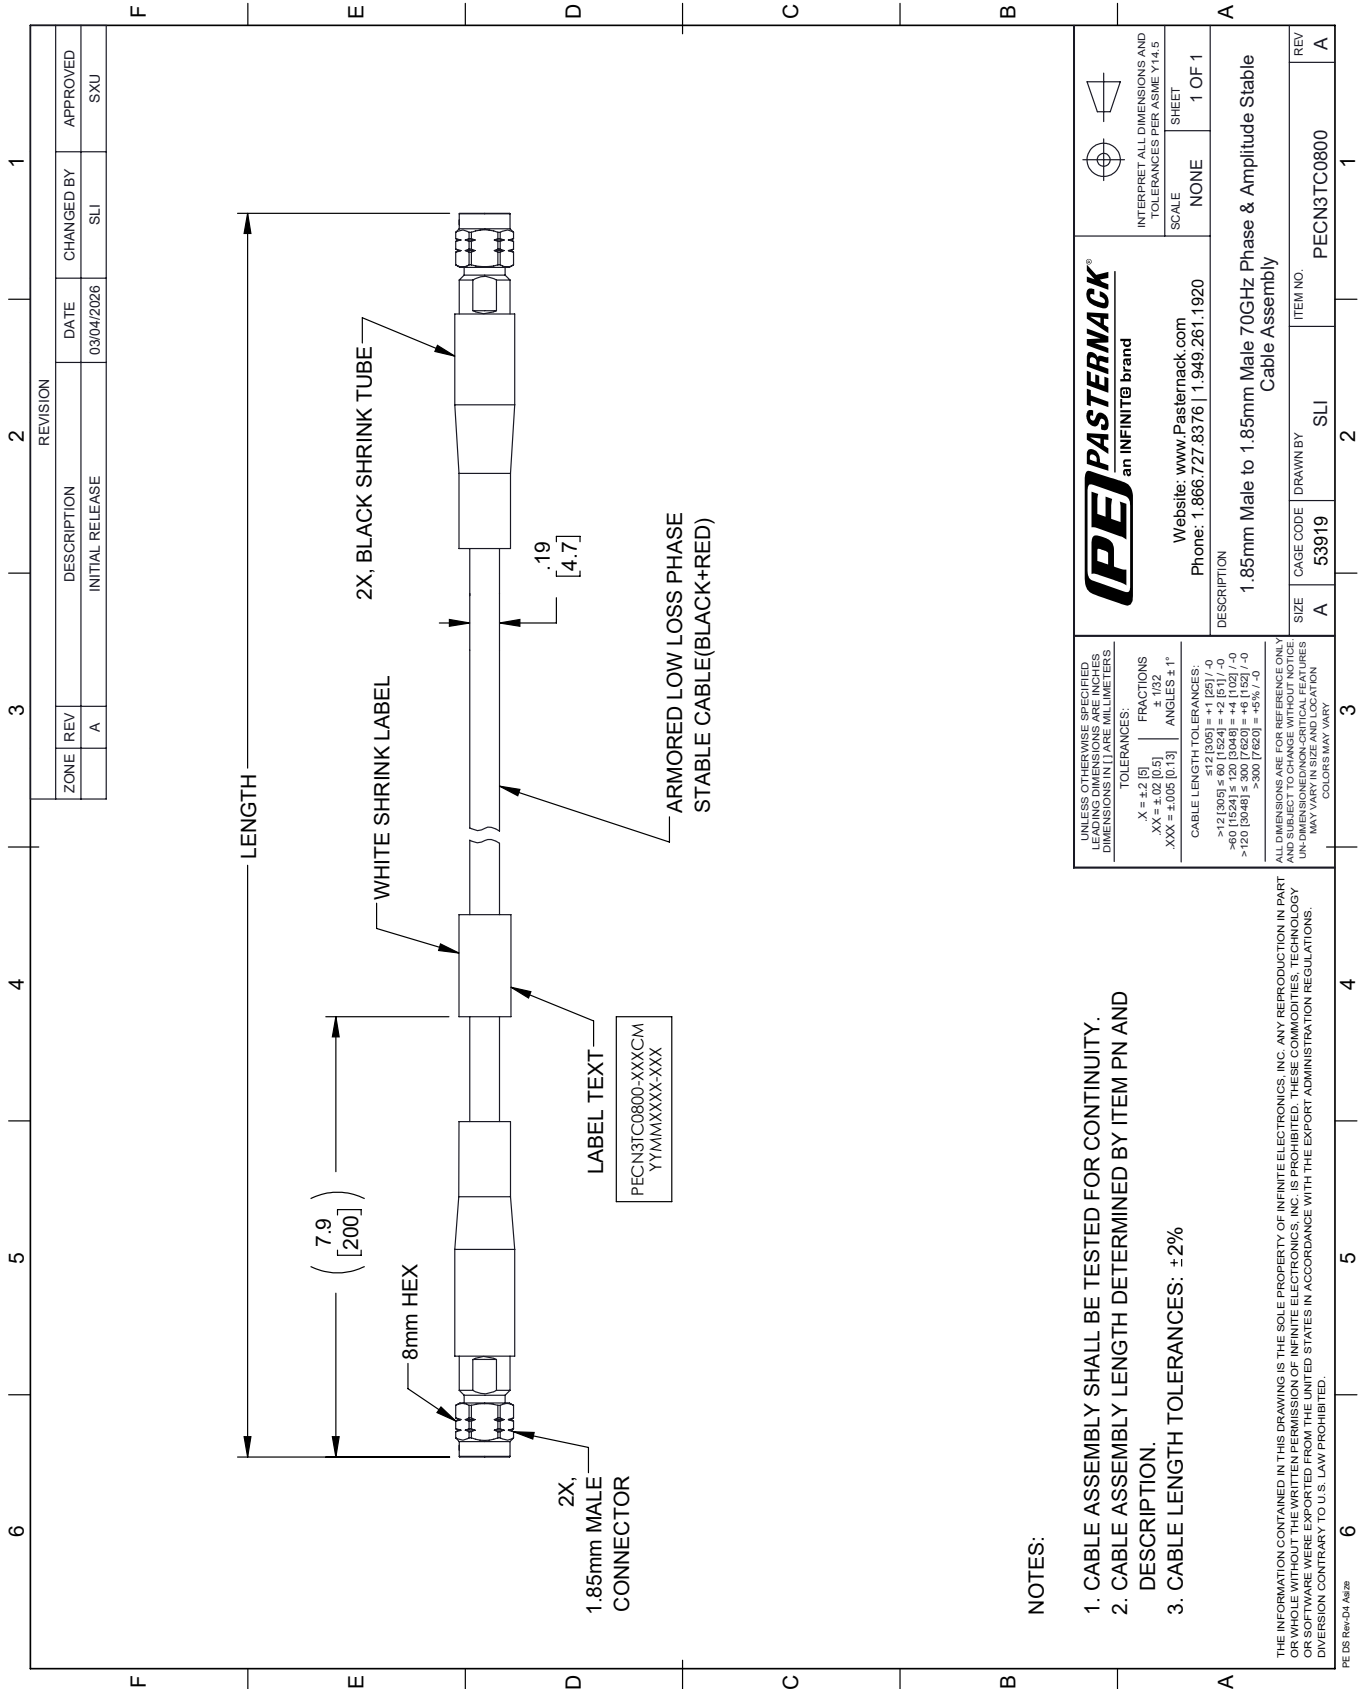 REVISION
ZONE REV DESCRIPTION DATE CHANGED BY APPROVED
A INITIAL RELEASE 03/04/2026 SLI SXU
6 5 4 3 2 1
F F
E E
D D
C C
B B
A A
LENGTH
7.9
[200]
8mm HEX
WHITE SHRINK LABEL
2X, BLACK SHRINK TUBE
2X,
1.85mm MALE
CONNECTOR
LABEL TEXT
PECN3TC0800-XXXCM
YYMMXXXX-XXX
.19
[4.7]
ARMORED LOW LOSS PHASE
STABLE CABLE(BLACK+RED)
NOTES:
1. CABLE ASSEMBLY SHALL BE TESTED FOR CONTINUITY.
2. CABLE ASSEMBLY LENGTH DETERMINED BY ITEM PN AND
DESCRIPTION.
3. CABLE LENGTH TOLERANCES: ±2%
THE INFORMATION CONTAINED IN THIS DRAWING IS THE SOLE PROPERTY OF INFINITE ELECTRONICS, INC. ANY REPRODUCTION IN PART
OR WHOLE WITHOUT THE WRITTEN PERMISSION OF INFINITE ELECTRONICS, INC. IS PROHIBITED. THESE COMMODITIES, TECHNOLOGY
OR SOFTWARE WERE EXPORTED FROM THE UNITED STATES IN ACCORDANCE WITH THE EXPORT ADMINISTRATION REGULATIONS.
DIVERSION CONTRARY TO U.S. LAW PROHIBITED.
UNLESS OTHERWISE SPECIFIED
LEADING DIMENSIONS ARE INCHES
DIMENSIONS IN [ ] ARE MILLIMETERS
TOLERANCES:
.X = ±.2 [5] FRACTIONS
.XX = ±.02 [0.5] ± 1/32
.XXX = ±.005 [0.13] ANGLES ± 1°
CABLE LENGTH TOLERANCES:
≤12 [305] = +1 [25] / -0
>12 [305] ≤ 60 [1524] = +2 [51] / -0
>60 [1524] ≤ 120 [3048] = +4 [102] / -0
>120 [3048] ≤ 300 [7620] = +6 [152] / -0
>300 [7620] = +5% / -0
ALL DIMENSIONS ARE FOR REFERENCE ONLY
AND SUBJECT TO CHANGE WITHOUT NOTICE.
UN-DIMENSIONED/NON-CRITICAL FEATURES
MAY VARY IN SIZE AND LOCATION
COLORS MAY VARY
PE PASTERNACK®
an INFINIT@ brand
Website: www.Pasternack.com
Phone: 1.866.727.8376 | 1.949.261.1920
INTERPRET ALL DIMENSIONS AND
TOLERANCES PER ASME Y14.5
SCALE SHEET
NONE 1 OF 1
DESCRIPTION
1.85mm Male to 1.85mm Male 70GHz Phase & Amplitude Stable
Cable Assembly
SIZE CAGE CODE DRAWN BY ITEM NO. REV
A 53919 SLI PECN3TC0800 A
6 5 4 3 2 1
PE DS Rev-D4 Asize